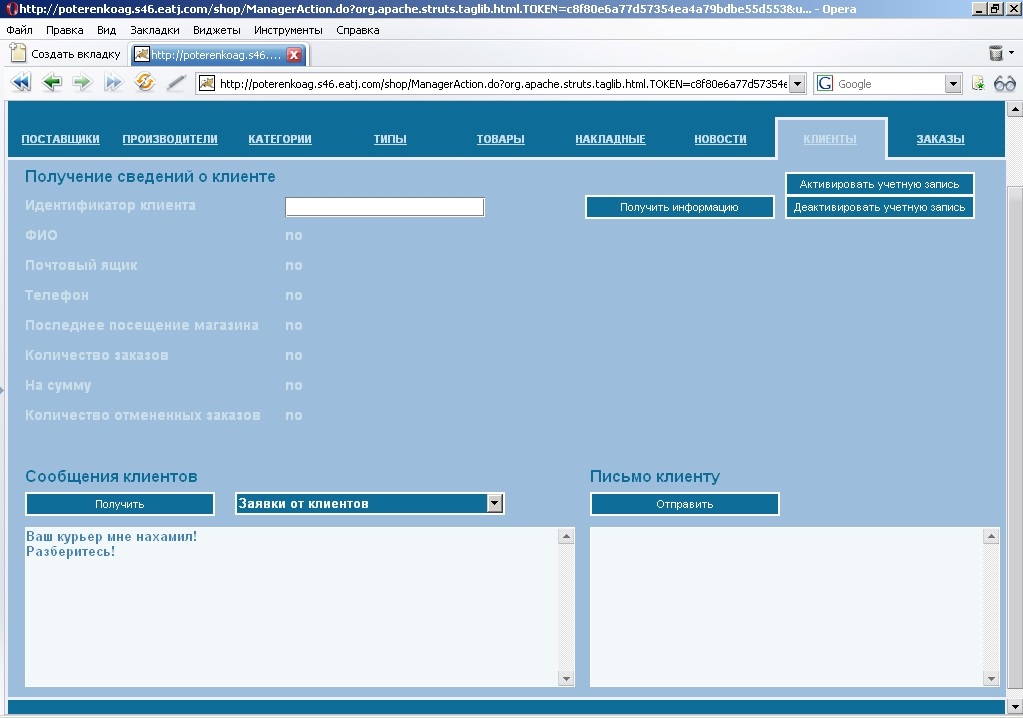 http://poterenkoag.s46.eatj.com/shop/ManagerAction.do?org.apache.struts.taglib.html.TOKEN=c8f80e6a77d57354ea4a79bdbe55d553&u... - Opera
Файл Правка Вид Закладки Виджеты Инструменты Справка
Создать вкладку http://poterenkoag.s46....
http://poterenkoag.s46.eatj.com/shop/ManagerAction.do?org.apache.struts.taglib.html.TOKEN=c8f80e6a77d57354e Google
ПОСТАВЩИКИ ПРОИЗВОДИТЕЛИ КАТЕГОРИИ ТИПЫ ТОВАРЫ НАКЛАДНЫЕ НОВОСТИ КЛИЕНТЫ ЗАКАЗЫ
Получение сведений о клиенте
Активировать учетную запись
Идентификатор клиента
Получить информацию
Деактивировать учетную запись
ФИО no
Почтовый ящик no
Телефон no
Последнее посещение магазина no
Количество заказов no
На сумму no
Количество отмененных заказов no
Сообщения клиентов Письмо клиенту
Получить Заявки от клиентов Отправить
Ваш курьер мне нахамил!
Разберитесь!